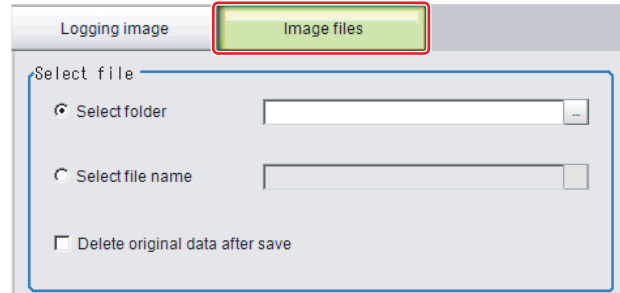 Logging image
Image files
Select file
Select folder
...
Select file name
...
Delete original data after save